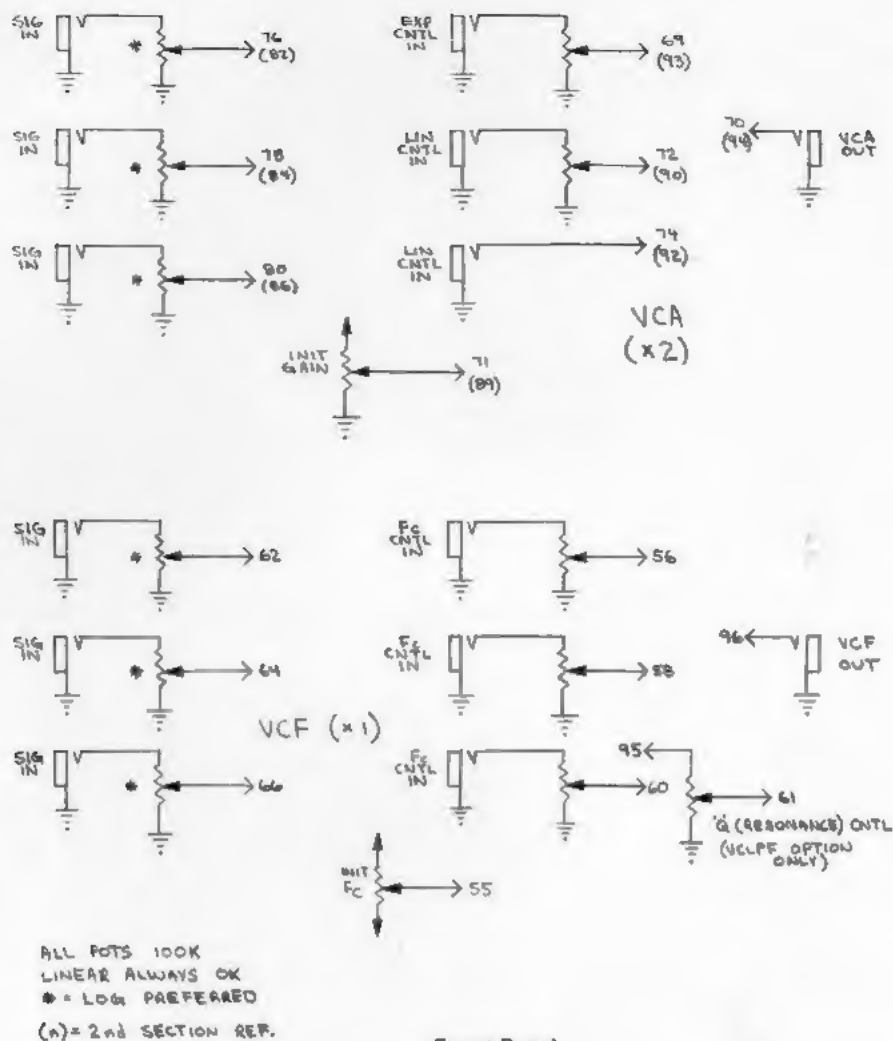 SIG
IN
*
76
(82)
EXP
CNTL
IN
69
(93)
SIG
IN
*
78
(84)
LIN
CNTL
IN
72
(90)
70
(94)
VCA
OUT
SIG
IN
*
80
(86)
LIN
CNTL
IN
74
(92)
VCA
(x2)
INIT
GAIN
71
(89)
SIG
IN
*
62
FC
CNTL
IN
56
SIG
IN
*
64
FC
CNTL
IN
58
96
VCF
OUT
VCF (x1)
SIG
IN
*
66
FC
CNTL
IN
60
95
61
'Q' (RESONANCE) CNTL
(VCLPF OPTION
ONLY)
INIT
FC
55
ALL POTS 100K
LINEAR ALWAYS OK
* = LOG PREFERRED
(n) = 2nd SECTION REF.